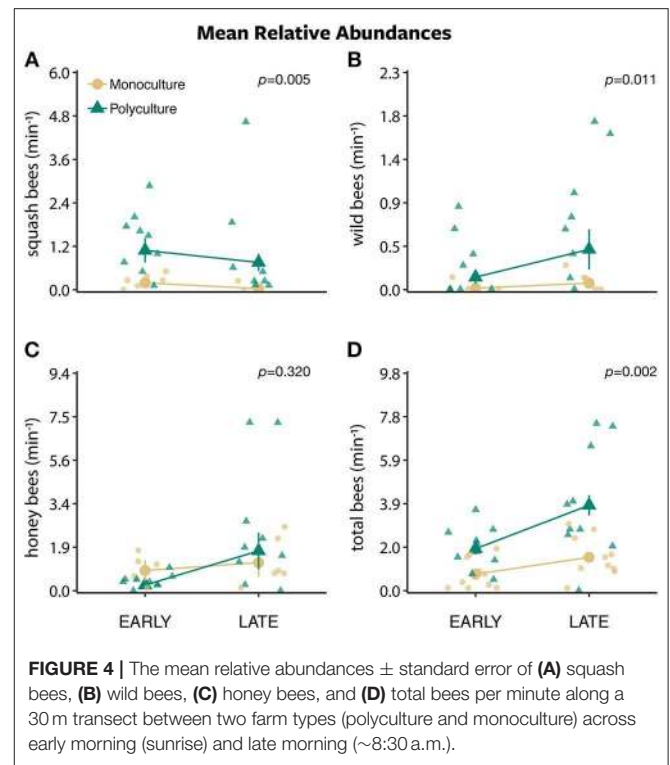 Mean Relative Abundances
A
6.0
4.8
3.6
2.4
1.2
0.0
squash bees (min⁻¹)
Monoculture
Polyculture
p=0.005
B
2.3
1.8
1.4
0.9
0.5
0.0
wild bees (min⁻¹)
p=0.011
C
9.4
7.5
5.6
3.4
1.9
0.0
honey bees (min⁻¹)
p=0.320
EARLY LATE
D
9.8
7.8
5.9
3.9
2.0
0.0
total bees (min⁻¹)
p=0.002
EARLY LATE
FIGURE 4 | The mean relative abundances ± standard error of (A) squash
bees, (B) wild bees, (C) honey bees, and (D) total bees per minute along a
30 m transect between two farm types (polyculture and monoculture) across
early morning (sunrise) and late morning (~8:30 a.m.).